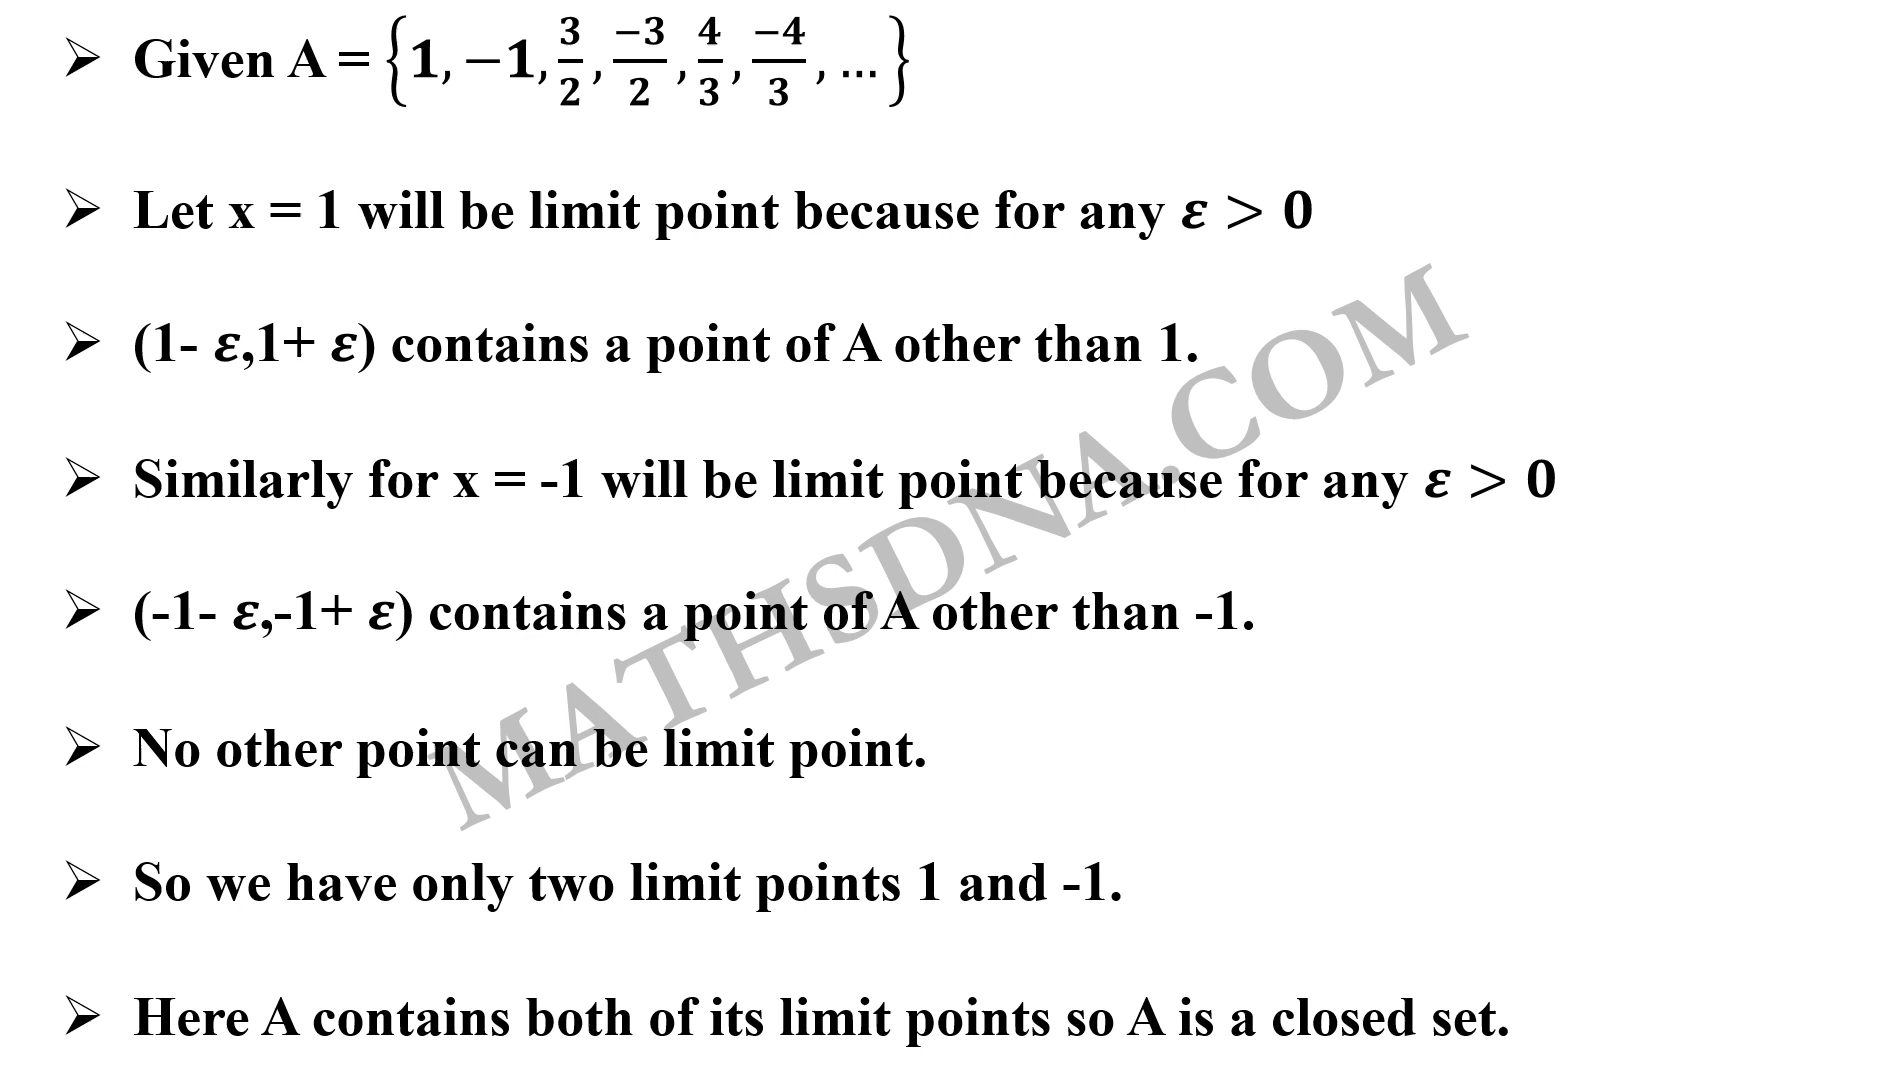 ➢ Given A = {1, −1, 3/2, −3/2, 4/3, −4/3, ...}
➢ Let x = 1 will be limit point because for any 𝜺 > 0
➢ (1- 𝜺,1+ 𝜺) contains a point of A other than 1.
➢ Similarly for x = -1 will be limit point because for any 𝜺 > 0
➢ (-1- 𝜺,-1+ 𝜺) contains a point of A other than -1.
➢ No other point can be limit point.
➢ So we have only two limit points 1 and -1.
➢ Here A contains both of its limit points so A is a closed set.
MATHSDNA.COM